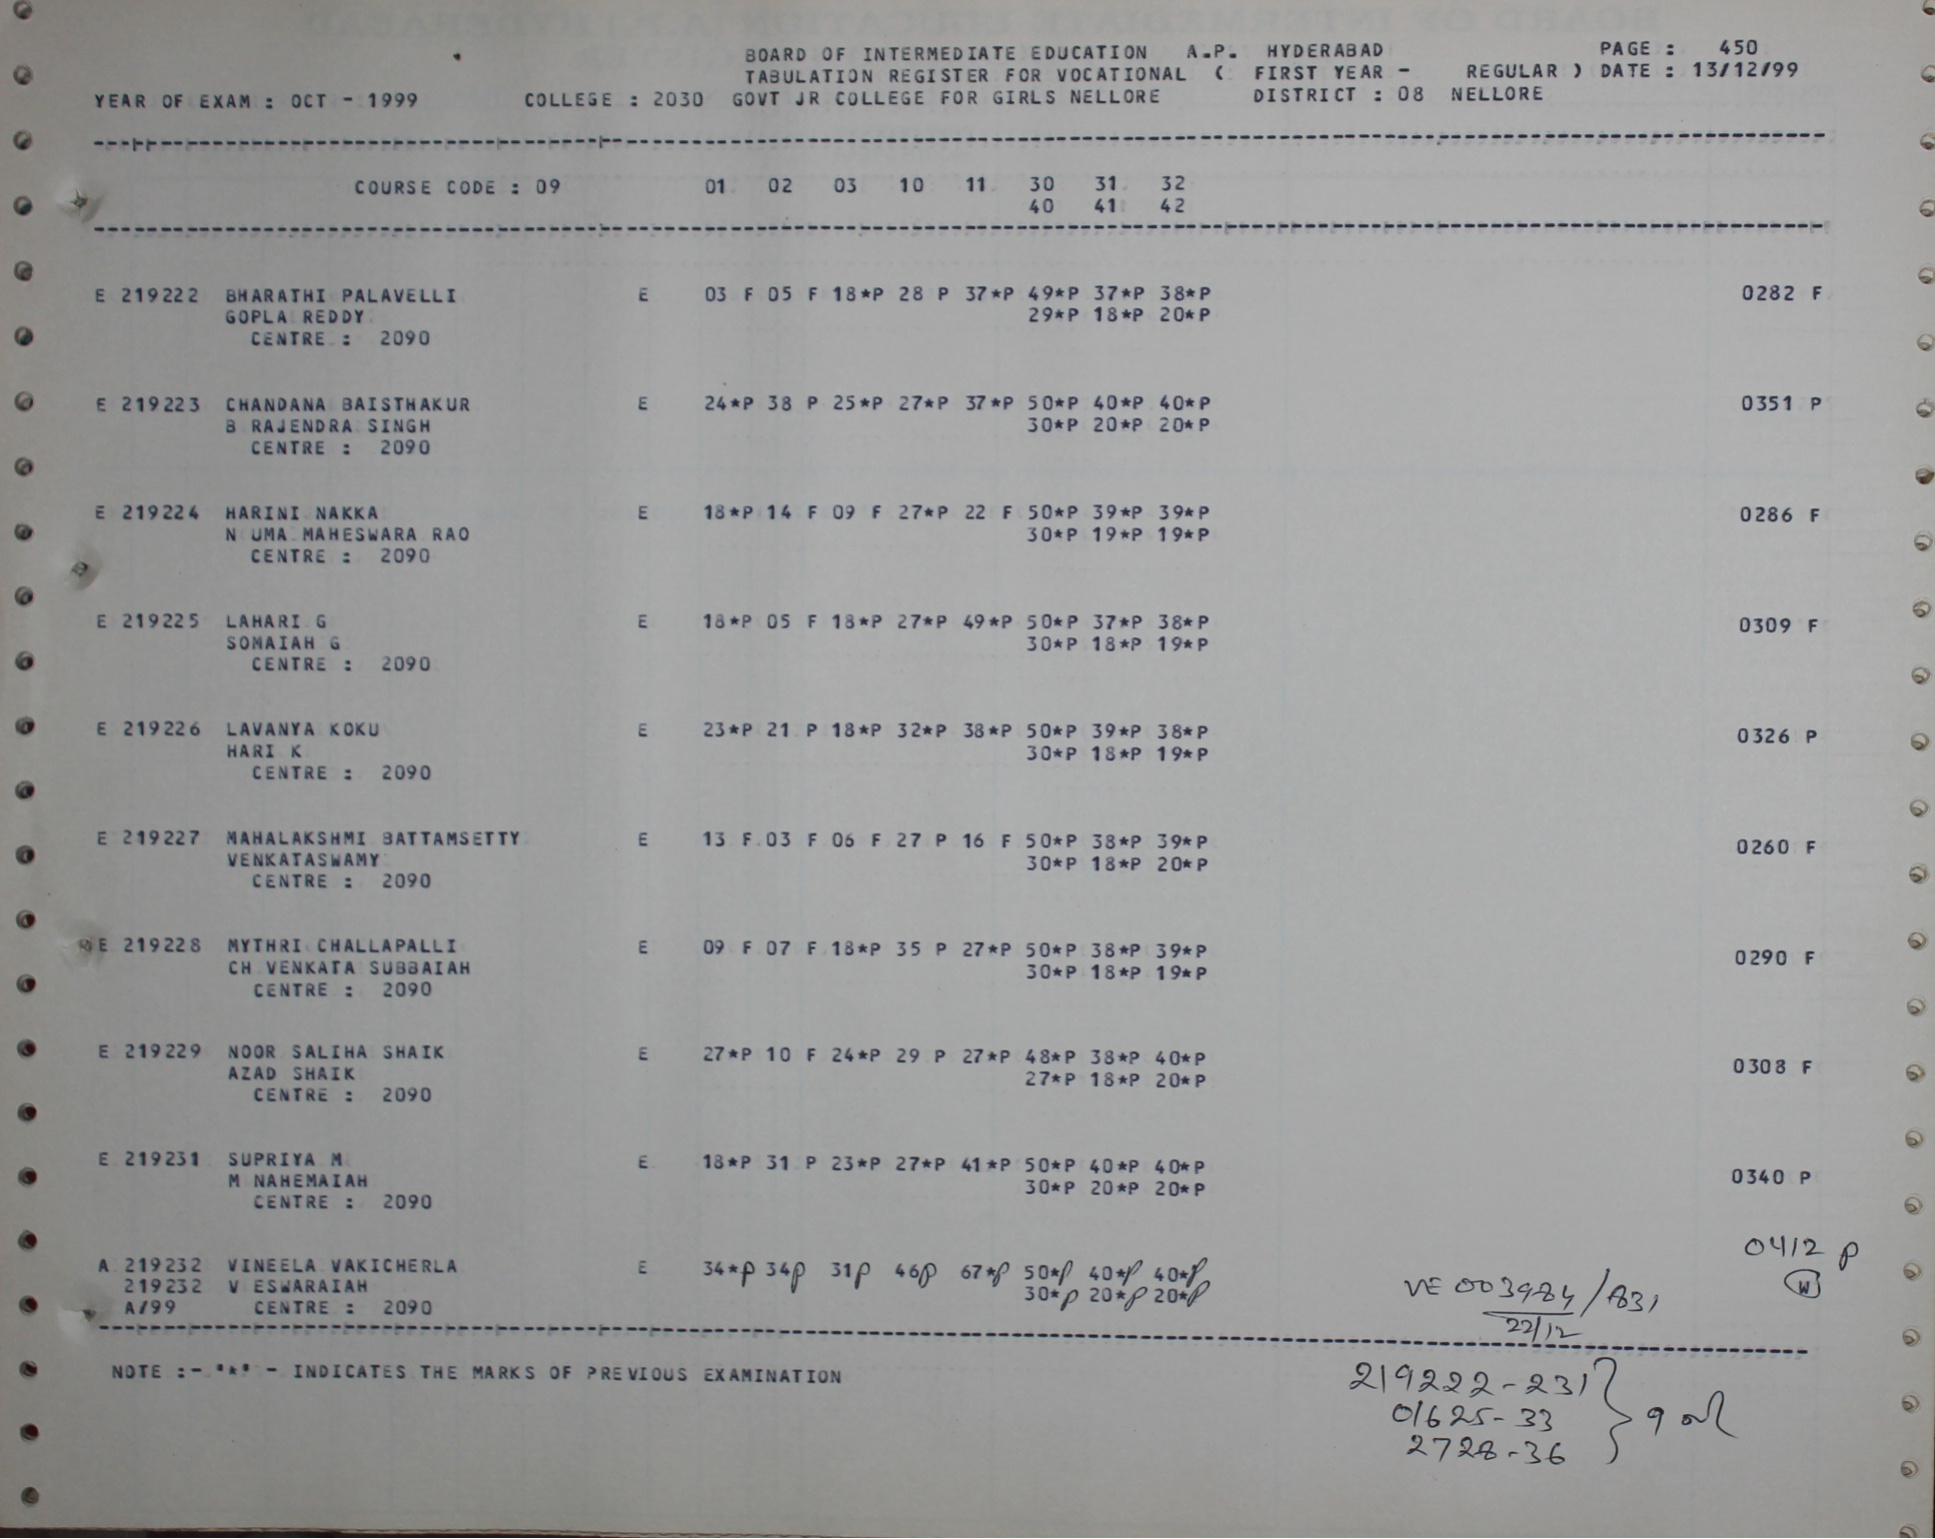 BOARD OF INTERMEDIATE EDUCATION A.P. HYDERABAD PAGE : 450
TABULATION REGISTER FOR VOCATIONAL ( FIRST YEAR - REGULAR ) DATE : 13/12/99
YEAR OF EXAM : OCT - 1999 COLLEGE : 2030 GOVT JR COLLEGE FOR GIRLS NELLORE DISTRICT : 08 NELLORE
COURSE CODE : 09 01 02 03 10 11 30 31 32
40 41 42
E 219222 BHARATHI PALAVELLI E 03 F 05 F 18*P 28 P 37*P 49*P 37*P 38*P 0282 F
GOPLA REDDY 29*P 18*P 20*P
CENTRE : 2090
E 219223 CHANDANA BAISTHAKUR E 24*P 38 P 25*P 27*P 37*P 50*P 40*P 40*P 0351 P
B RAJENDRA SINGH 30*P 20*P 20*P
CENTRE : 2090
E 219224 HARINI NAKKA E 18*P 14 F 09 F 27*P 22 F 50*P 39*P 39*P 0286 F
N UMA MAHESWARA RAO 30*P 19*P 19*P
CENTRE : 2090
E 219225 LAHARI G E 18*P 05 F 18*P 27*P 49*P 50*P 37*P 38*P 0309 F
SOMAIAH G 30*P 18*P 19*P
CENTRE : 2090
E 219226 LAVANYA KOKU E 23*P 21 P 18*P 32*P 38*P 50*P 39*P 38*P 0326 P
HARI K 30*P 18*P 19*P
CENTRE : 2090
E 219227 MAHALAKSHMI BATTAMSETTY E 13 F 03 F 06 F 27 P 16 F 50*P 38*P 39*P 0260 F
VENKATASWAMY 30*P 18*P 20*P
CENTRE : 2090
E 219228 MYTHRI CHALLAPALLI E 09 F 07 F 18*P 35 P 27*P 50*P 38*P 39*P 0290 F
CH VENKATA SUBBAIAH 30*P 18*P 19*P
CENTRE : 2090
E 219229 NOOR SALIHA SHAIK E 27*P 10 F 24*P 29 P 27*P 48*P 38*P 40*P 0308 F
AZAD SHAIK 27*P 18*P 20*P
CENTRE : 2090
E 219231 SUPRIYA M E 18*P 31 P 23*P 27*P 41*P 50*P 40*P 40*P 0340 P
M NAHEMAIAH 30*P 20*P 20*P
CENTRE : 2090
A 219232 VINEELA VAKICHERLA E 34*P 34P 31P 46P 67*P 50*P 40*P 40*P 0412 P
219232 V ESWARAIAH 30*P 20*P 20*P VE 003984/831 W
A/99 CENTRE : 2090 22/12
NOTE :- "*" - INDICATES THE MARKS OF PREVIOUS EXAMINATION
219222-231
01625-33 9
2728-36